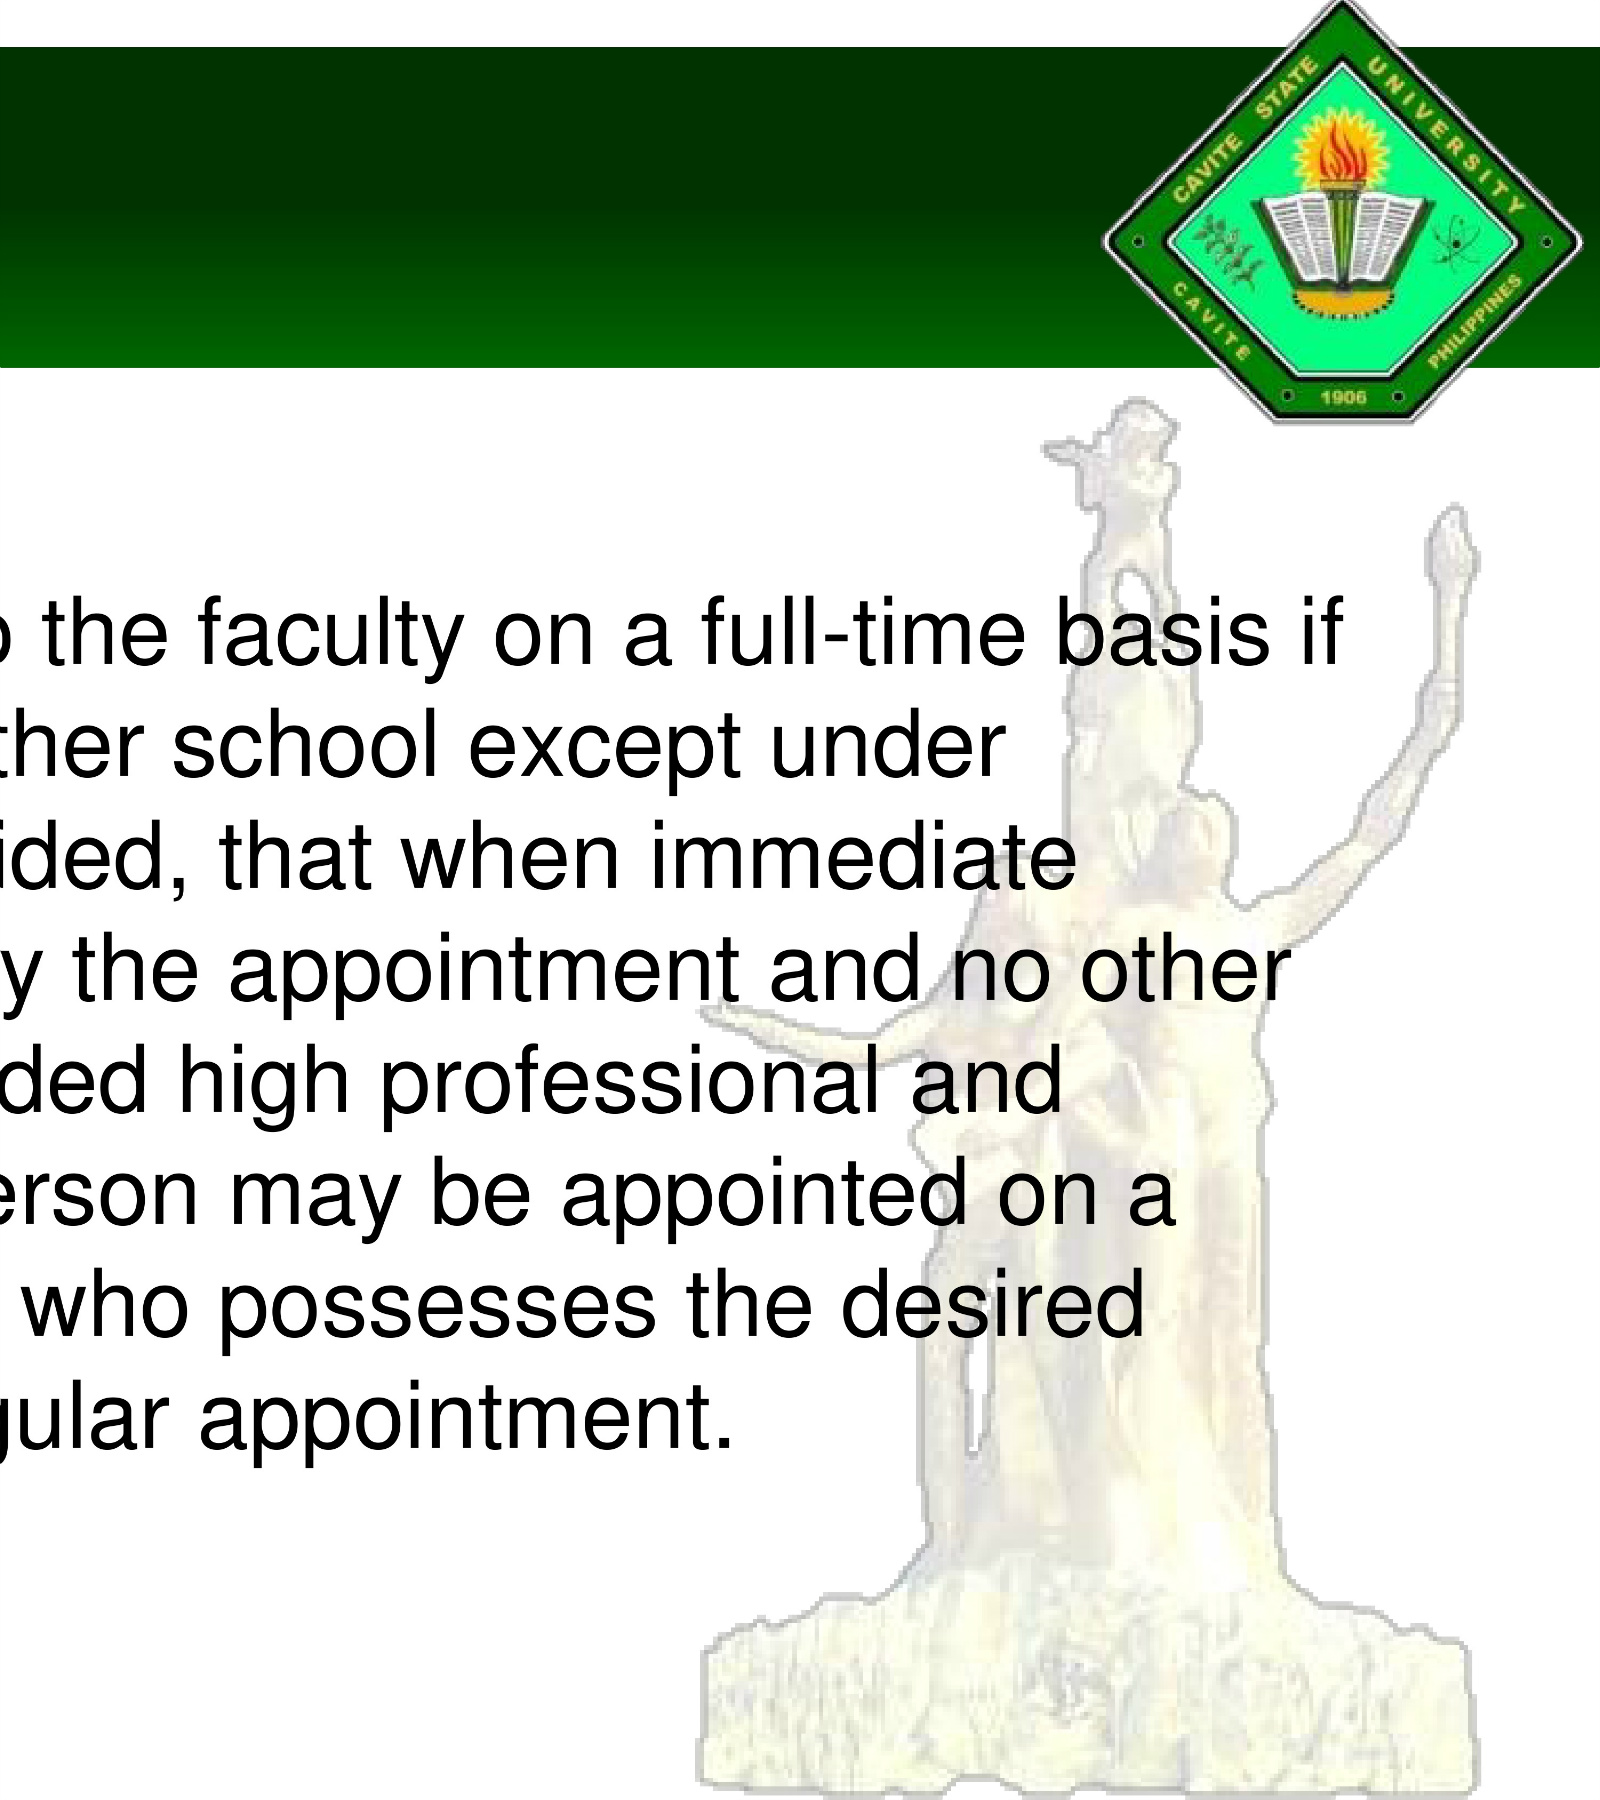 CAVITE STATE UNIVERSITY
CAVITE
PHILIPPINES
1906
the faculty on a full-time basis if
ther school except under
ided, that when immediate
y the appointment and no other
ded high professional and
erson may be appointed on a
who possesses the desired
gular appointment.